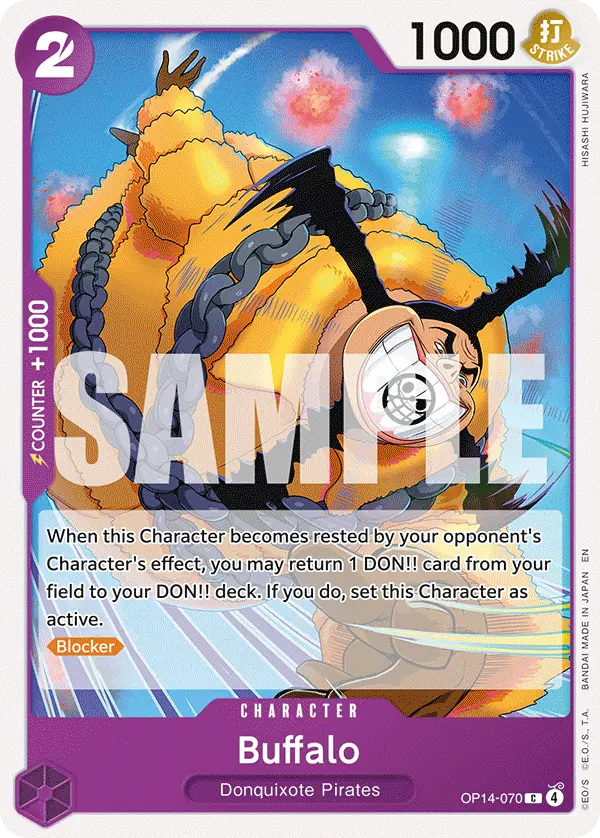 2
1000
打
STRIKE
HISASHI HUJIWARA
COUNTER +1000
SAMPLE
When this Character becomes rested by your opponent's
Character's effect, you may return 1 DON!! card from your
field to your DON!! deck. If you do, set this Character as
active.
Blocker
CHARACTER
Buffalo
Donquixote Pirates
OP14-070 C 4
©E.O/S ©E.O./S., T.A. BANDAI MADE IN JAPAN EN